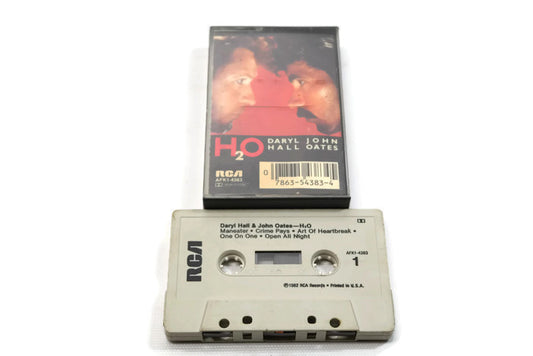 H2O
DARYL JOHN
HALL OATES
RCA
AFK1-4383
0 7863-54383-4
Daryl Hall & John Oates—H₂O
Maneater • Crime Pays • Art Of Heartbreak •
One On One • Open All Night
RCA
AFK1-4383
1
℗1982 RCA Records • Printed in U.S.A.